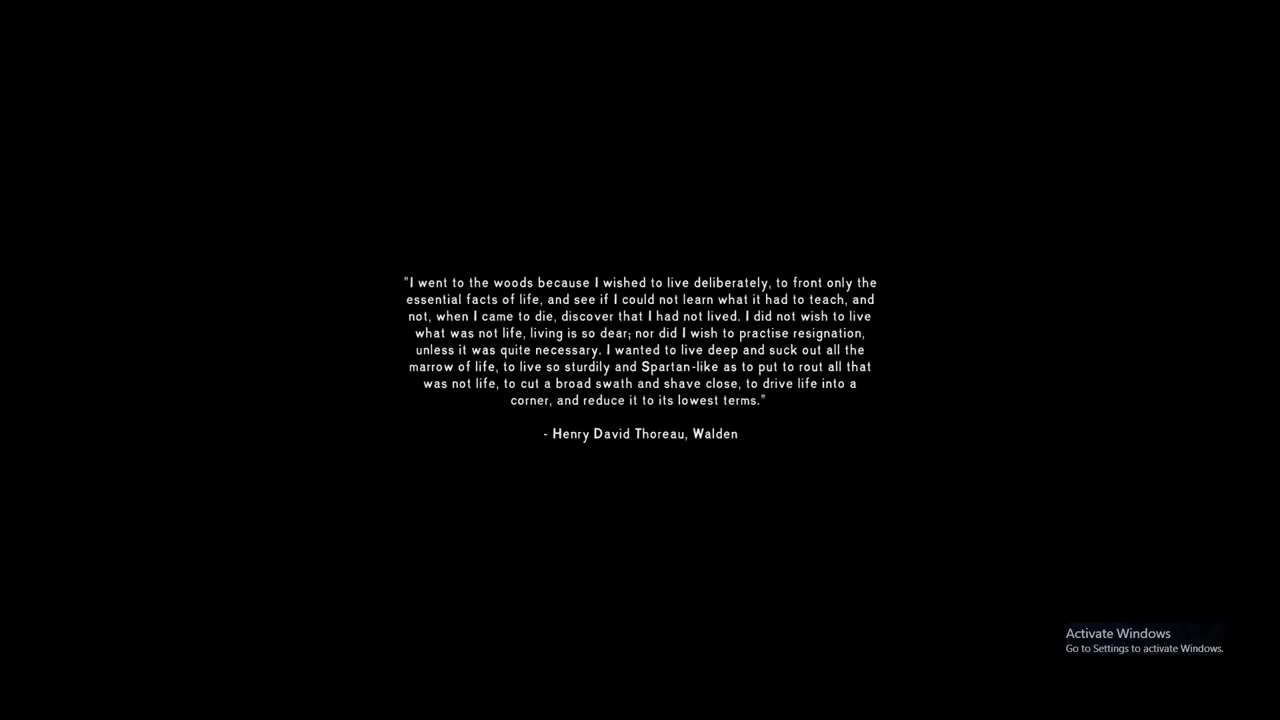 "I went to the woods because I wished to live deliberately, to front only the
essential facts of life, and see if I could not learn what it had to teach, and
not, when I came to die, discover that I had not lived. I did not wish to live
what was not life, living is so dear; nor did I wish to practise resignation,
unless it was quite necessary. I wanted to live deep and suck out all the
marrow of life, to live so sturdily and Spartan-like as to put to rout all that
was not life, to cut a broad swath and shave close, to drive life into a
corner, and reduce it to its lowest terms."
- Henry David Thoreau, Walden
Activate Windows
Go to Settings to activate Windows.